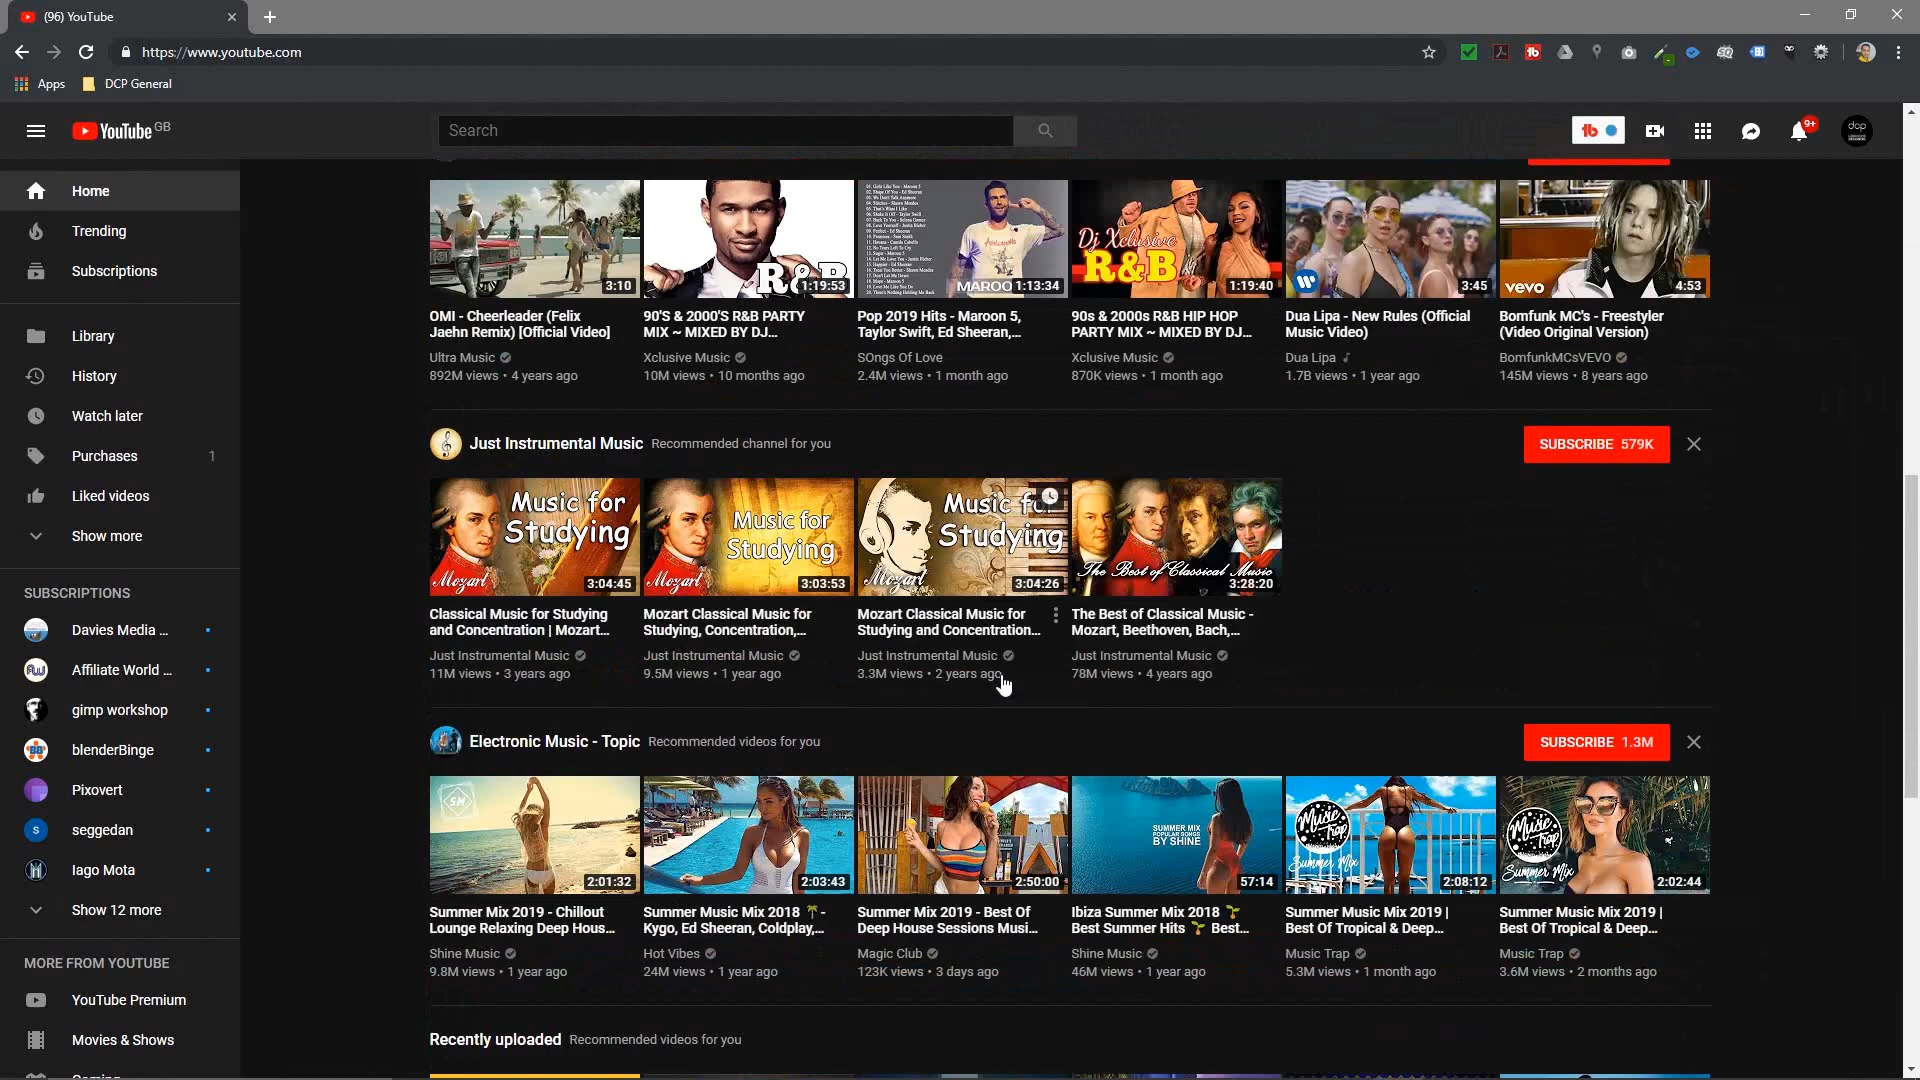 (96) YouTube
https://www.youtube.com
Apps
DCP General
YouTube GB
Search
9+
Home
Trending
Subscriptions
Library
History
Watch later
Purchases 1
Liked videos
Show more
SUBSCRIPTIONS
Davies Media ...
Affiliate World ...
gimp workshop
blenderBinge
Pixovert
seggedan
Iago Mota
Show 12 more
MORE FROM YOUTUBE
YouTube Premium
Movies & Shows
3:10
R&B
1:19:53
MAROO
1:13:34
Dj Xclusive
R&B
1:19:40
3:45
vevo
4:53
OMI - Cheerleader (Felix
Jaehn Remix) [Official Video]
Ultra Music
892M views • 4 years ago
90'S & 2000'S R&B PARTY
MIX ~ MIXED BY DJ...
Xclusive Music
10M views • 10 months ago
Pop 2019 Hits - Maroon 5,
Taylor Swift, Ed Sheeran,...
SOngs Of Love
2.4M views • 1 month ago
90s & 2000s R&B HIP HOP
PARTY MIX ~ MIXED BY DJ...
Xclusive Music
870K views • 1 month ago
Dua Lipa - New Rules (Official
Music Video)
Dua Lipa
1.7B views • 1 year ago
Bomfunk MC's - Freestyler
(Video Original Version)
BomfunkMCsVEVO
145M views • 8 years ago
Just Instrumental Music Recommended channel for you
SUBSCRIBE 579K
Music for
Studying
Mozart
3:04:45
Music for
Studying
Mozart
3:03:53
Music for
Studying
Mozart
3:04:26
The Best of Classical Music
3:28:20
Classical Music for Studying
and Concentration | Mozart...
Just Instrumental Music
11M views • 3 years ago
Mozart Classical Music for
Studying, Concentration,...
Just Instrumental Music
9.5M views • 1 year ago
Mozart Classical Music for
Studying and Concentration...
Just Instrumental Music
3.3M views • 2 years ago
The Best of Classical Music -
Mozart, Beethoven, Bach,...
Just Instrumental Music
78M views • 4 years ago
Electronic Music - Topic Recommended videos for you
SUBSCRIBE 1.3M
SM
2:01:32
2:03:43
2:50:00
SUMMER MIX
POPULAR SONGS
BY SHINE
57:14
Music Trap
Summer Mix
2:08:12
Music Trap
Summer Mix
2:02:44
Summer Mix 2019 - Chillout
Lounge Relaxing Deep Hous...
Shine Music
9.8M views • 1 year ago
Summer Music Mix 2018 🌴 -
Kygo, Ed Sheeran, Coldplay,...
Hot Vibes
24M views • 1 year ago
Summer Mix 2019 - Best Of
Deep House Sessions Musi...
Magic Club
123K views • 3 days ago
Ibiza Summer Mix 2018 🌱
Best Summer Hits 🌱 Best...
Shine Music
46M views • 1 year ago
Summer Music Mix 2019 |
Best Of Tropical & Deep...
Music Trap
5.3M views • 1 month ago
Summer Music Mix 2019 |
Best Of Tropical & Deep...
Music Trap
3.6M views • 2 months ago
Recently uploaded Recommended videos for you